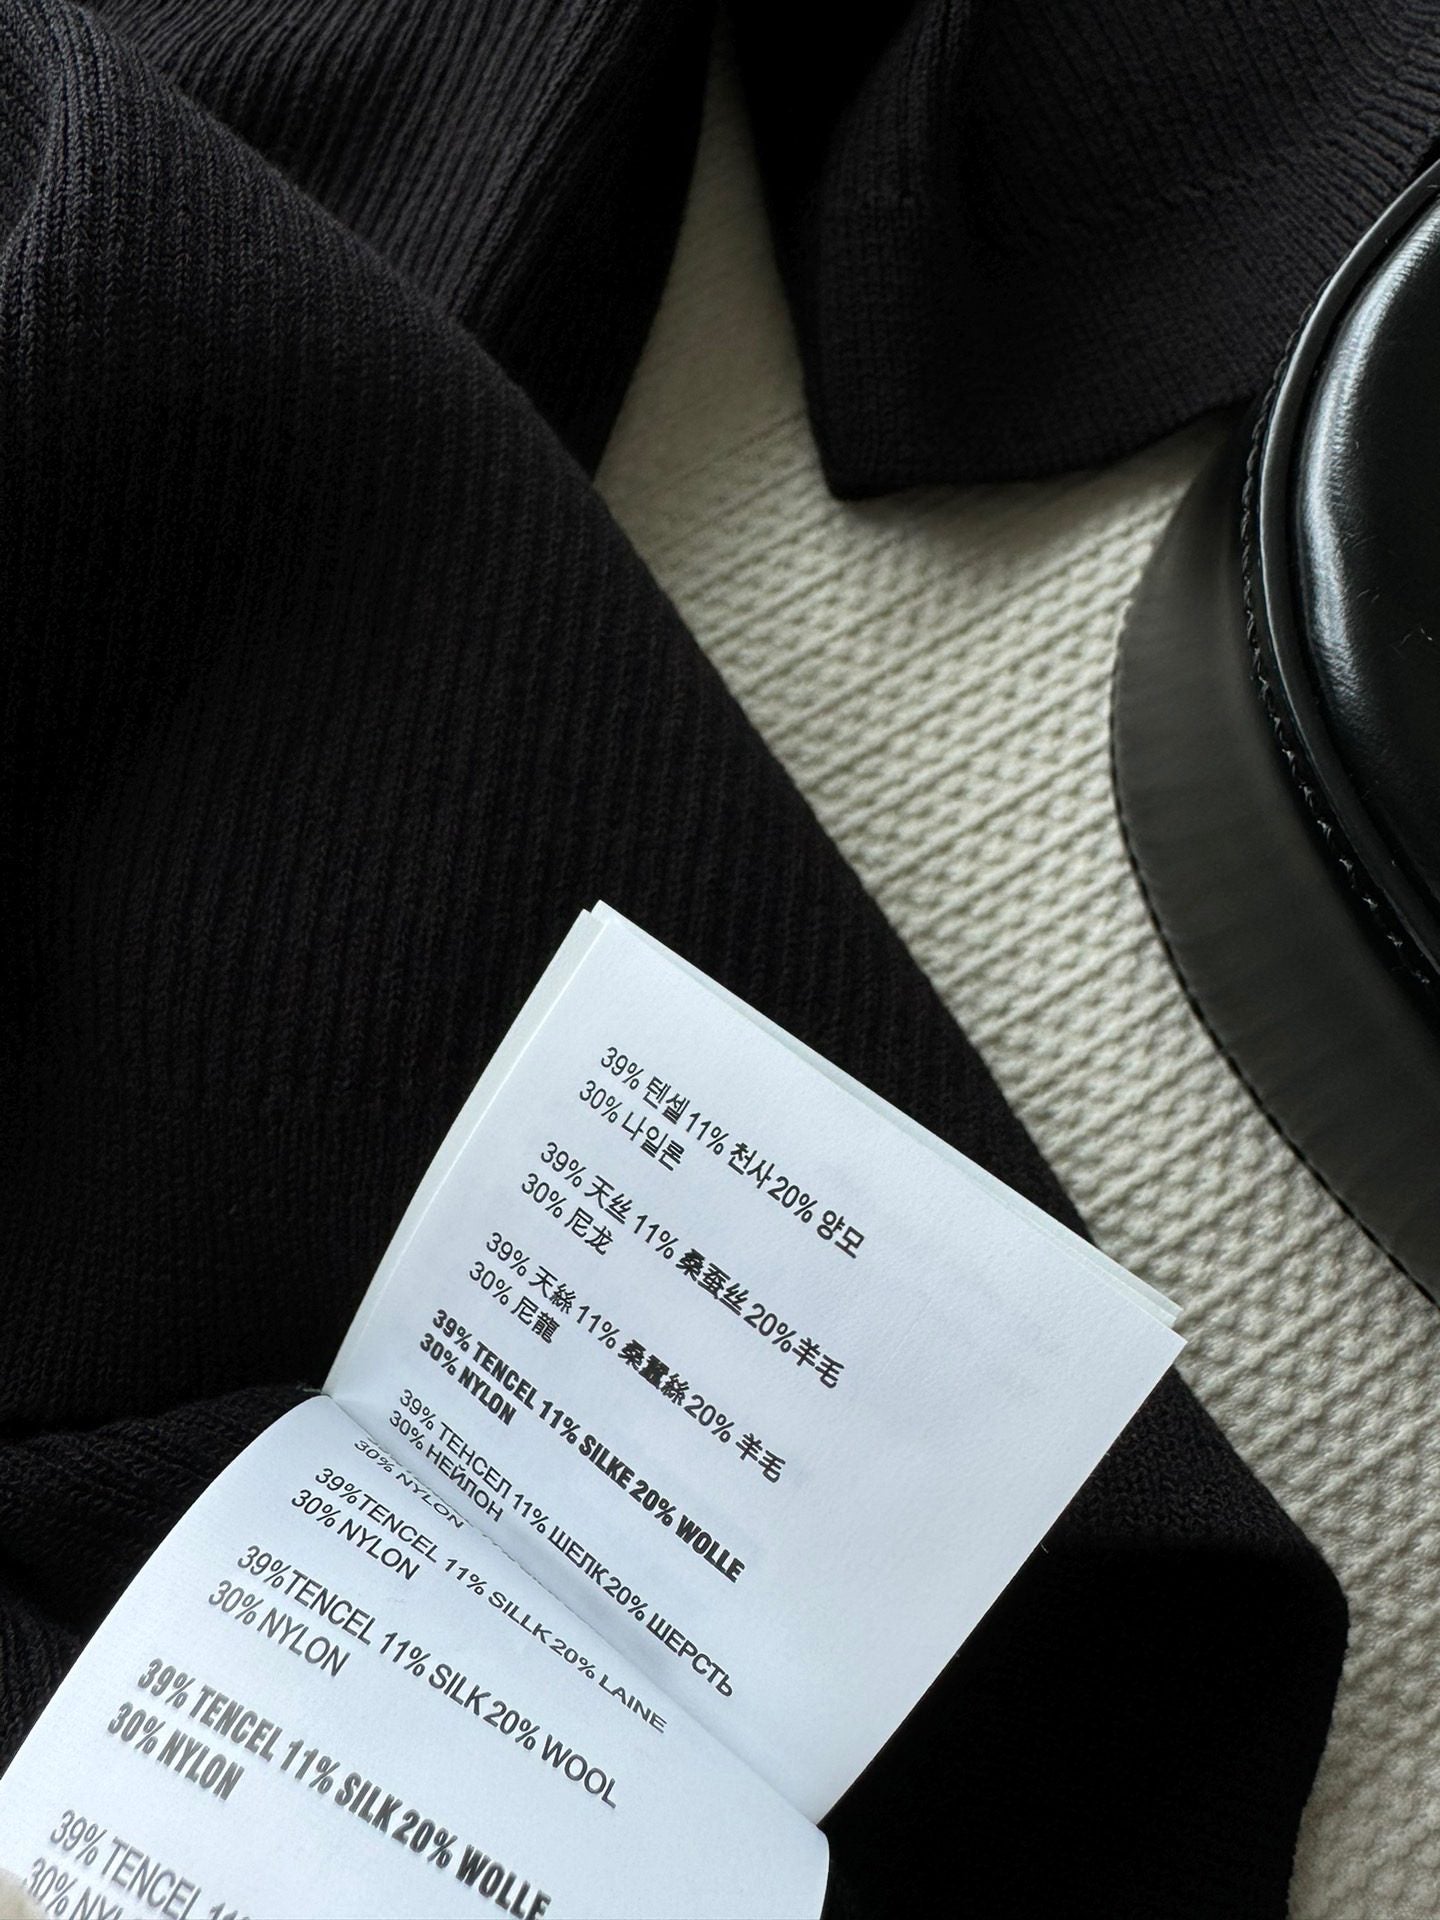 39% 텐셀 11% 천사 20% 양모
30% 나일론
39% 天丝 11% 桑蚕丝 20% 羊毛
30% 尼龙
39% 天絲 11% 桑蠶絲 20% 羊毛
30% 尼龍
39% TENCEL 11% SILKE 20% WOLLE
30% NYLON
39% ТЕНСЕЛ 11% ШЕЛК 20% ШЕРСТЬ
30% НЕЙЛОН
30% NYLON
39%TENCEL 11% SILLK 20% LAINE
30% NYLON
39%TENCEL 11% SILK 20% WOOL
30% NYLON
39% TENCEL 11% SILK 20% WOLLE
30% NYLON
39% TENCEL
30%